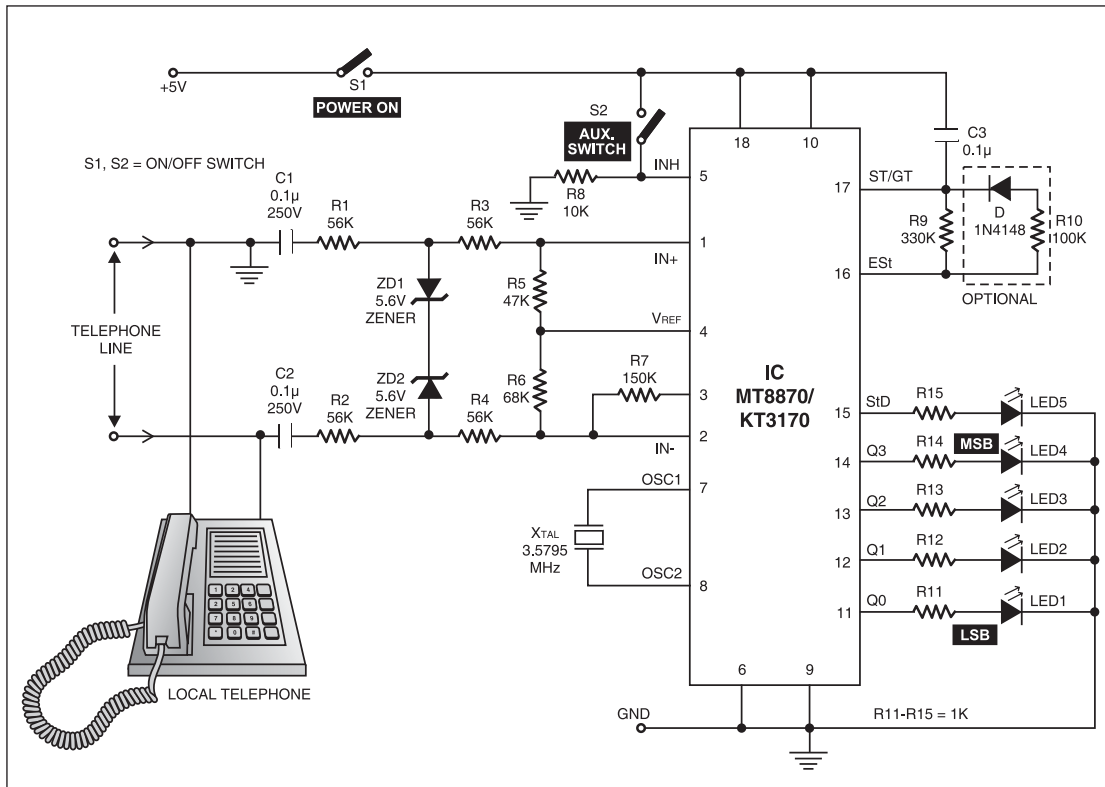 +5V
S1
POWER ON
S2
AUX.
SWITCH
18
10
C3
0.1µ
S1, S2 = ON/OFF SWITCH
INH
5
R8
10K
17
ST/GT
D
1N4148
R9
330K
R10
100K
16
ESt
OPTIONAL
C1
0.1µ
250V
R1
56K
R3
56K
1
IN+
ZD1
5.6V
ZENER
R5
47K
VREF
4
TELEPHONE
LINE
ZD2
5.6V
ZENER
R6
68K
R7
150K
3
C2
0.1µ
250V
R2
56K
R4
56K
2
IN-
IC
MT8870/
KT3170
15
StD
R15
LED5
MSB
14
Q3
R14
LED4
13
Q2
R13
LED3
12
Q1
R12
LED2
11
Q0
R11
LED1
LSB
OSC1
7
XTAL
3.5795
MHz
OSC2
8
LOCAL TELEPHONE
6
9
GND
R11-R15 = 1K